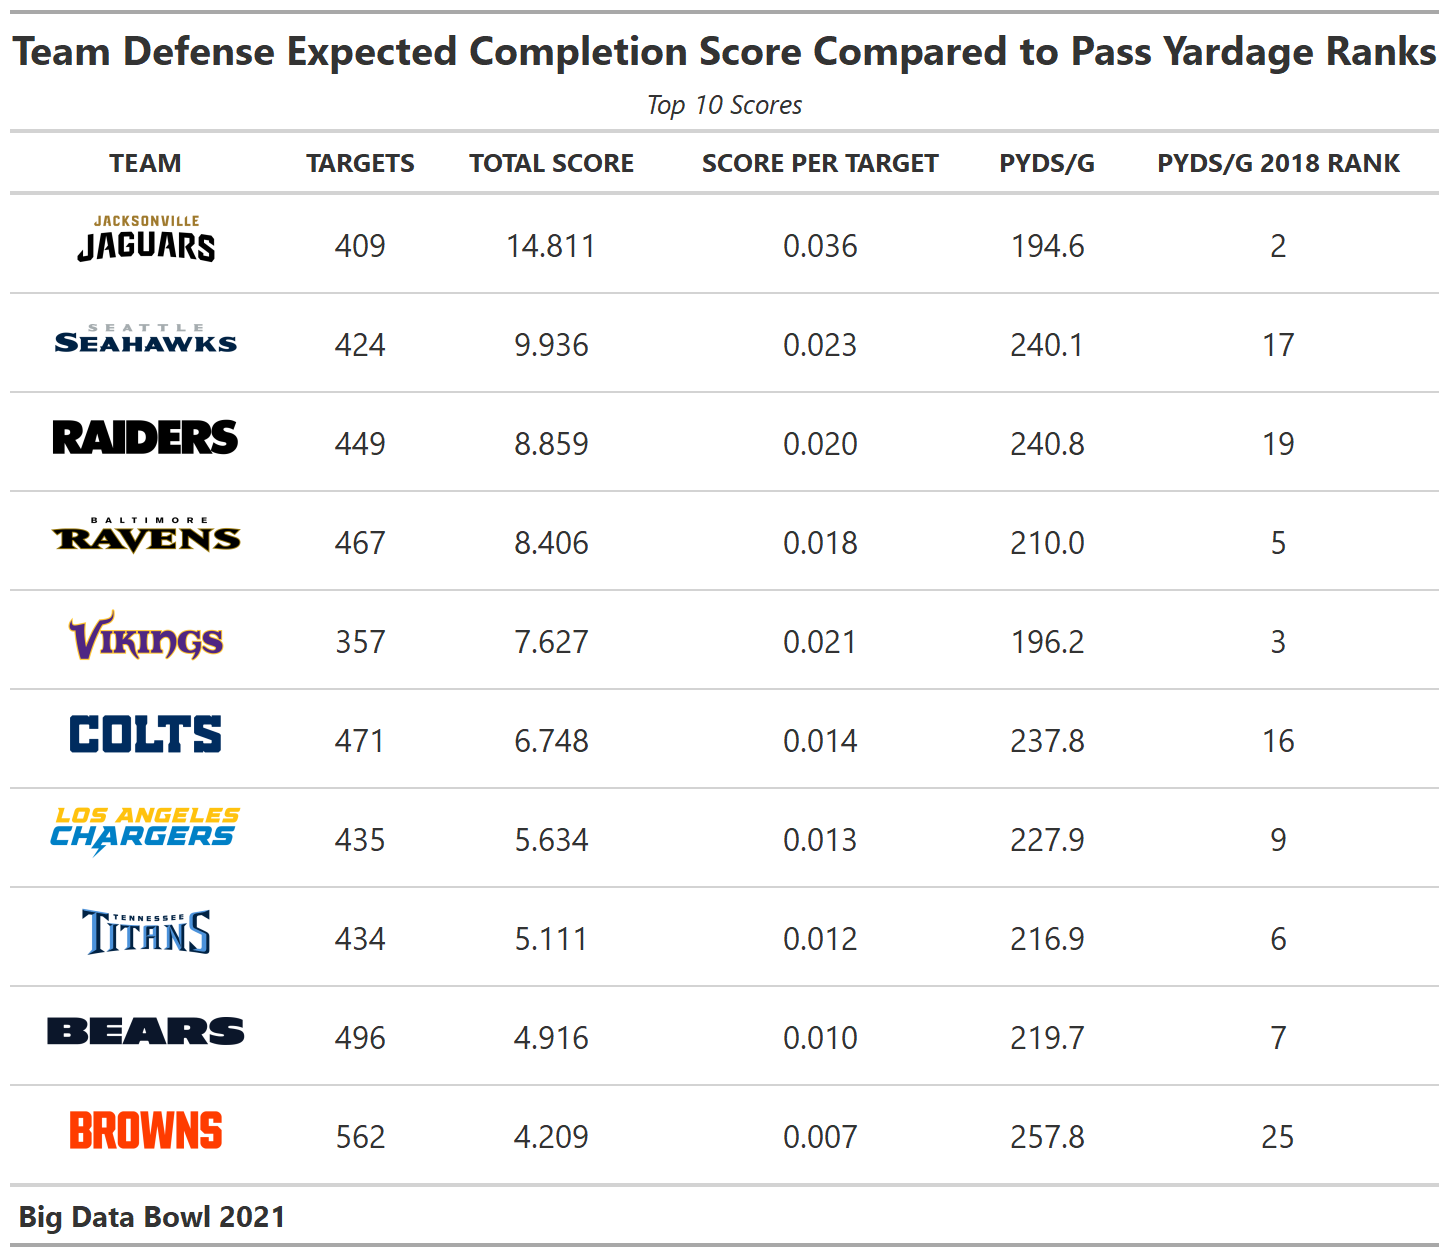 Team Defense Expected Completion Score Compared to Pass Yardage Ranks
Top 10 Scores
TEAM TARGETS TOTAL SCORE SCORE PER TARGET PYDS/G PYDS/G 2018 RANK
JACKSONVILLE
JAGUARS 409 14.811 0.036 194.6 2
SEATTLE
SEAHAWKS 424 9.936 0.023 240.1 17
RAIDERS 449 8.859 0.020 240.8 19
BALTIMORE
RAVENS 467 8.406 0.018 210.0 5
VIKINGS 357 7.627 0.021 196.2 3
COLTS 471 6.748 0.014 237.8 16
LOS ANGELES
CHARGERS 435 5.634 0.013 227.9 9
TENNESSEE
TITANS 434 5.111 0.012 216.9 6
BEARS 496 4.916 0.010 219.7 7
BROWNS 562 4.209 0.007 257.8 25
Big Data Bowl 2021